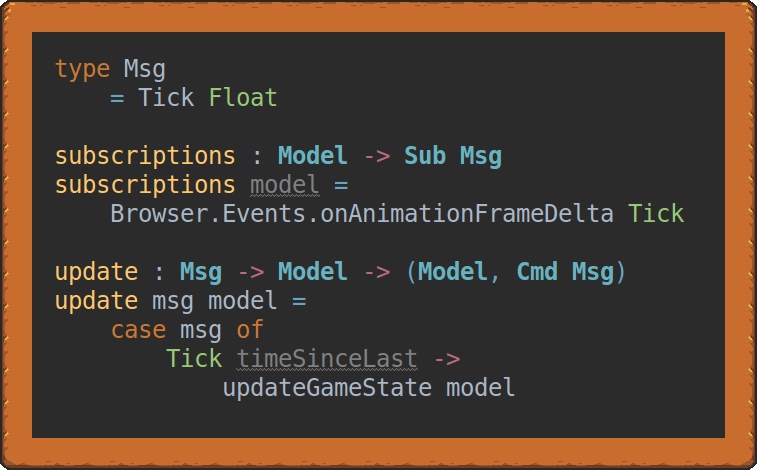 type Msg
    = Tick Float

subscriptions : Model -> Sub Msg
subscriptions model =
    Browser.Events.onAnimationFrameDelta Tick

update : Msg -> Model -> (Model, Cmd Msg)
update msg model =
    case msg of
        Tick timeSinceLast ->
            updateGameState model